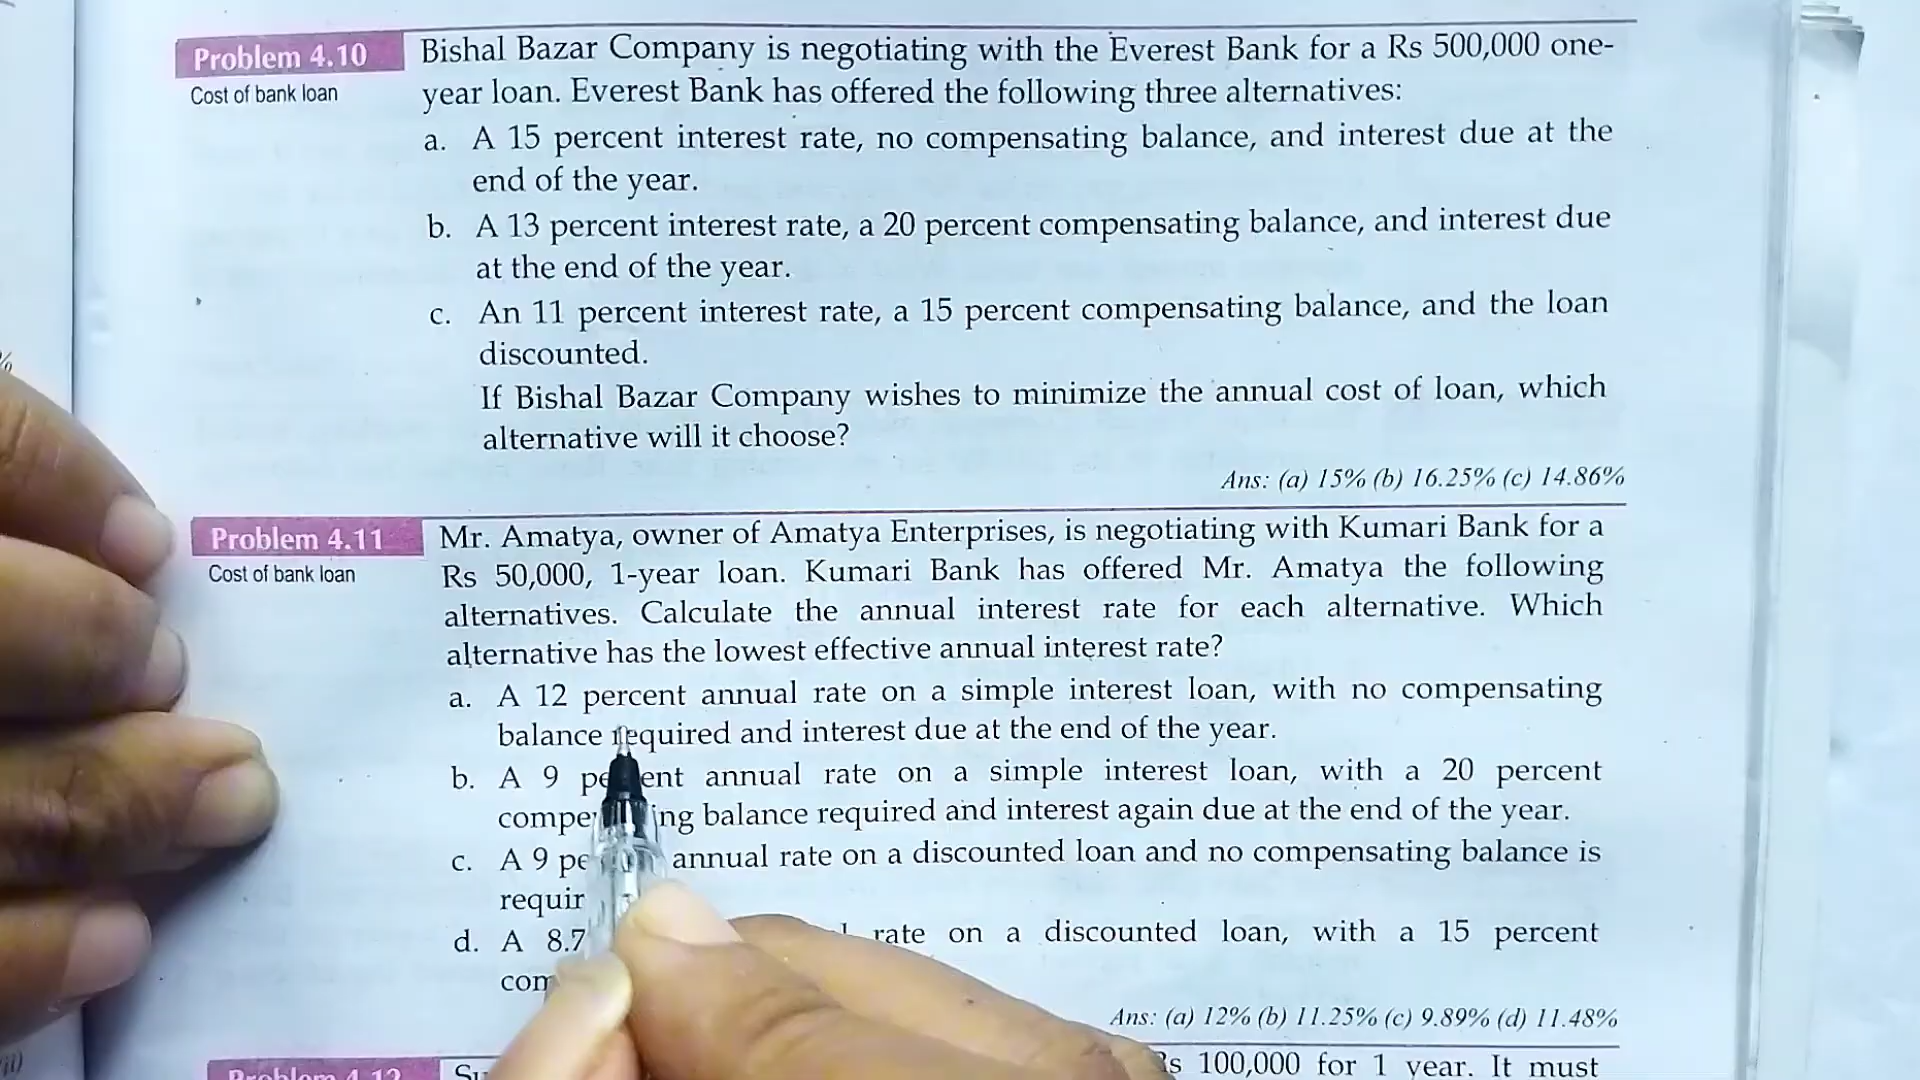 Problem 4.10
Cost of bank loan
Bishal Bazar Company is negotiating with the Everest Bank for a Rs 500,000 one-
year loan. Everest Bank has offered the following three alternatives:
a. A 15 percent interest rate, no compensating balance, and interest due at the
end of the year.
b. A 13 percent interest rate, a 20 percent compensating balance, and interest due
at the end of the year.
c. An 11 percent interest rate, a 15 percent compensating balance, and the loan
discounted.
If Bishal Bazar Company wishes to minimize the annual cost of loan, which
alternative will it choose?
Ans: (a) 15% (b) 16.25% (c) 14.86%
Problem 4.11
Cost of bank loan
Mr. Amatya, owner of Amatya Enterprises, is negotiating with Kumari Bank for a
Rs 50,000, 1-year loan. Kumari Bank has offered Mr. Amatya the following
alternatives. Calculate the annual interest rate for each alternative. Which
alternative has the lowest effective annual interest rate?
a. A 12 percent annual rate on a simple interest loan, with no compensating
balance required and interest due at the end of the year.
b. A 9 annual rate on a simple interest loan, with a 20 percent
balance required and interest again due at the end of the year.
c. A 9 annual rate on a discounted loan and no compensating balance is
d. A 8.7 rate on a discounted loan, with a 15 percent
Ans: (a) 12% (b) 11.25% (c) 9.89% (d) 11.48%
Problem 4.12
100,000 for 1 year. It must